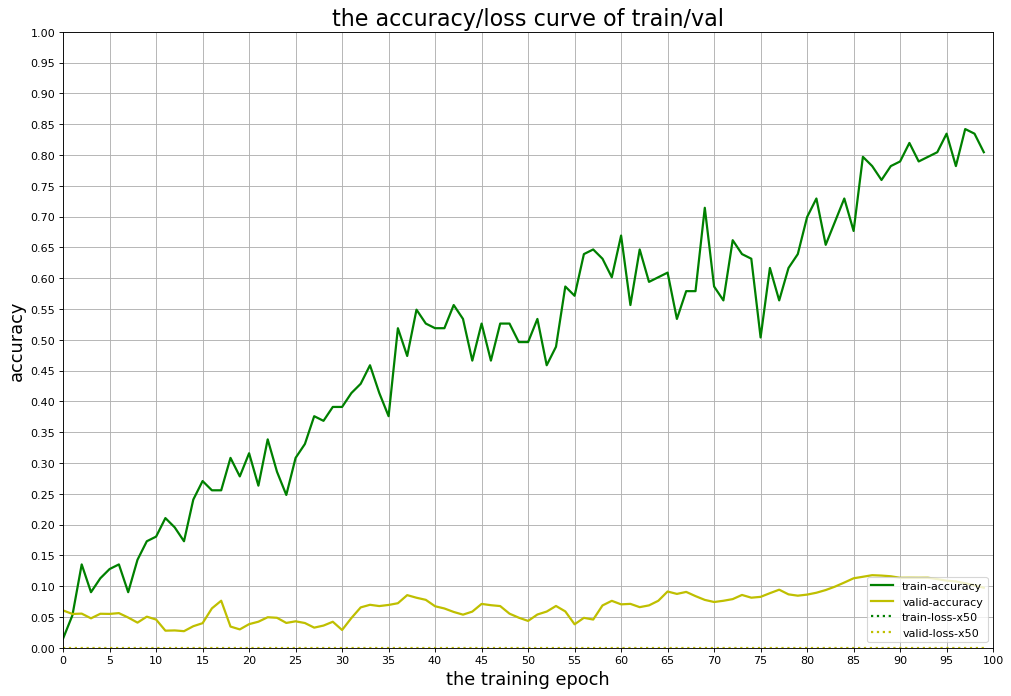 the accuracy/loss curve of train/val
1.00
0.95
0.90
0.85
0.80
0.75
0.70
0.65
0.60
0.55
0.50
0.45
0.40
0.35
0.30
0.25
0.20
0.15
0.10
0.05
0.00
accuracy
train-accuracy
valid-accuracy
train-loss-x50
valid-loss-x50
0 5 10 15 20 25 30 35 40 45 50 55 60 65 70 75 80 85 90 95 100
the training epoch